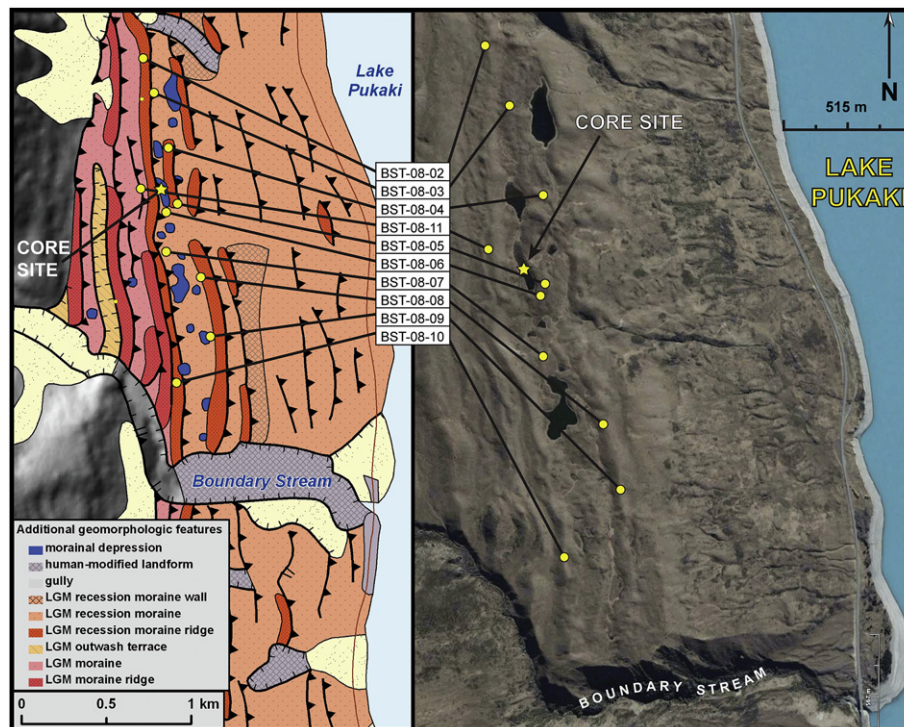 Lake
Pukaki
CORE
SITE
Boundary Stream
Additional geomorphologic features
morainal depression
human-modified landform
gully
LGM recession moraine wall
LGM recession moraine
LGM recession moraine ridge
LGM outwash terrace
LGM moraine
LGM moraine ridge
0 0.5 1 km
BST-08-02
BST-08-03
BST-08-04
BST-08-11
BST-08-05
BST-08-06
BST-08-07
BST-08-08
BST-08-09
BST-08-10
CORE SITE
N
515 m
LAKE
PUKAKI
BOUNDARY STREAM